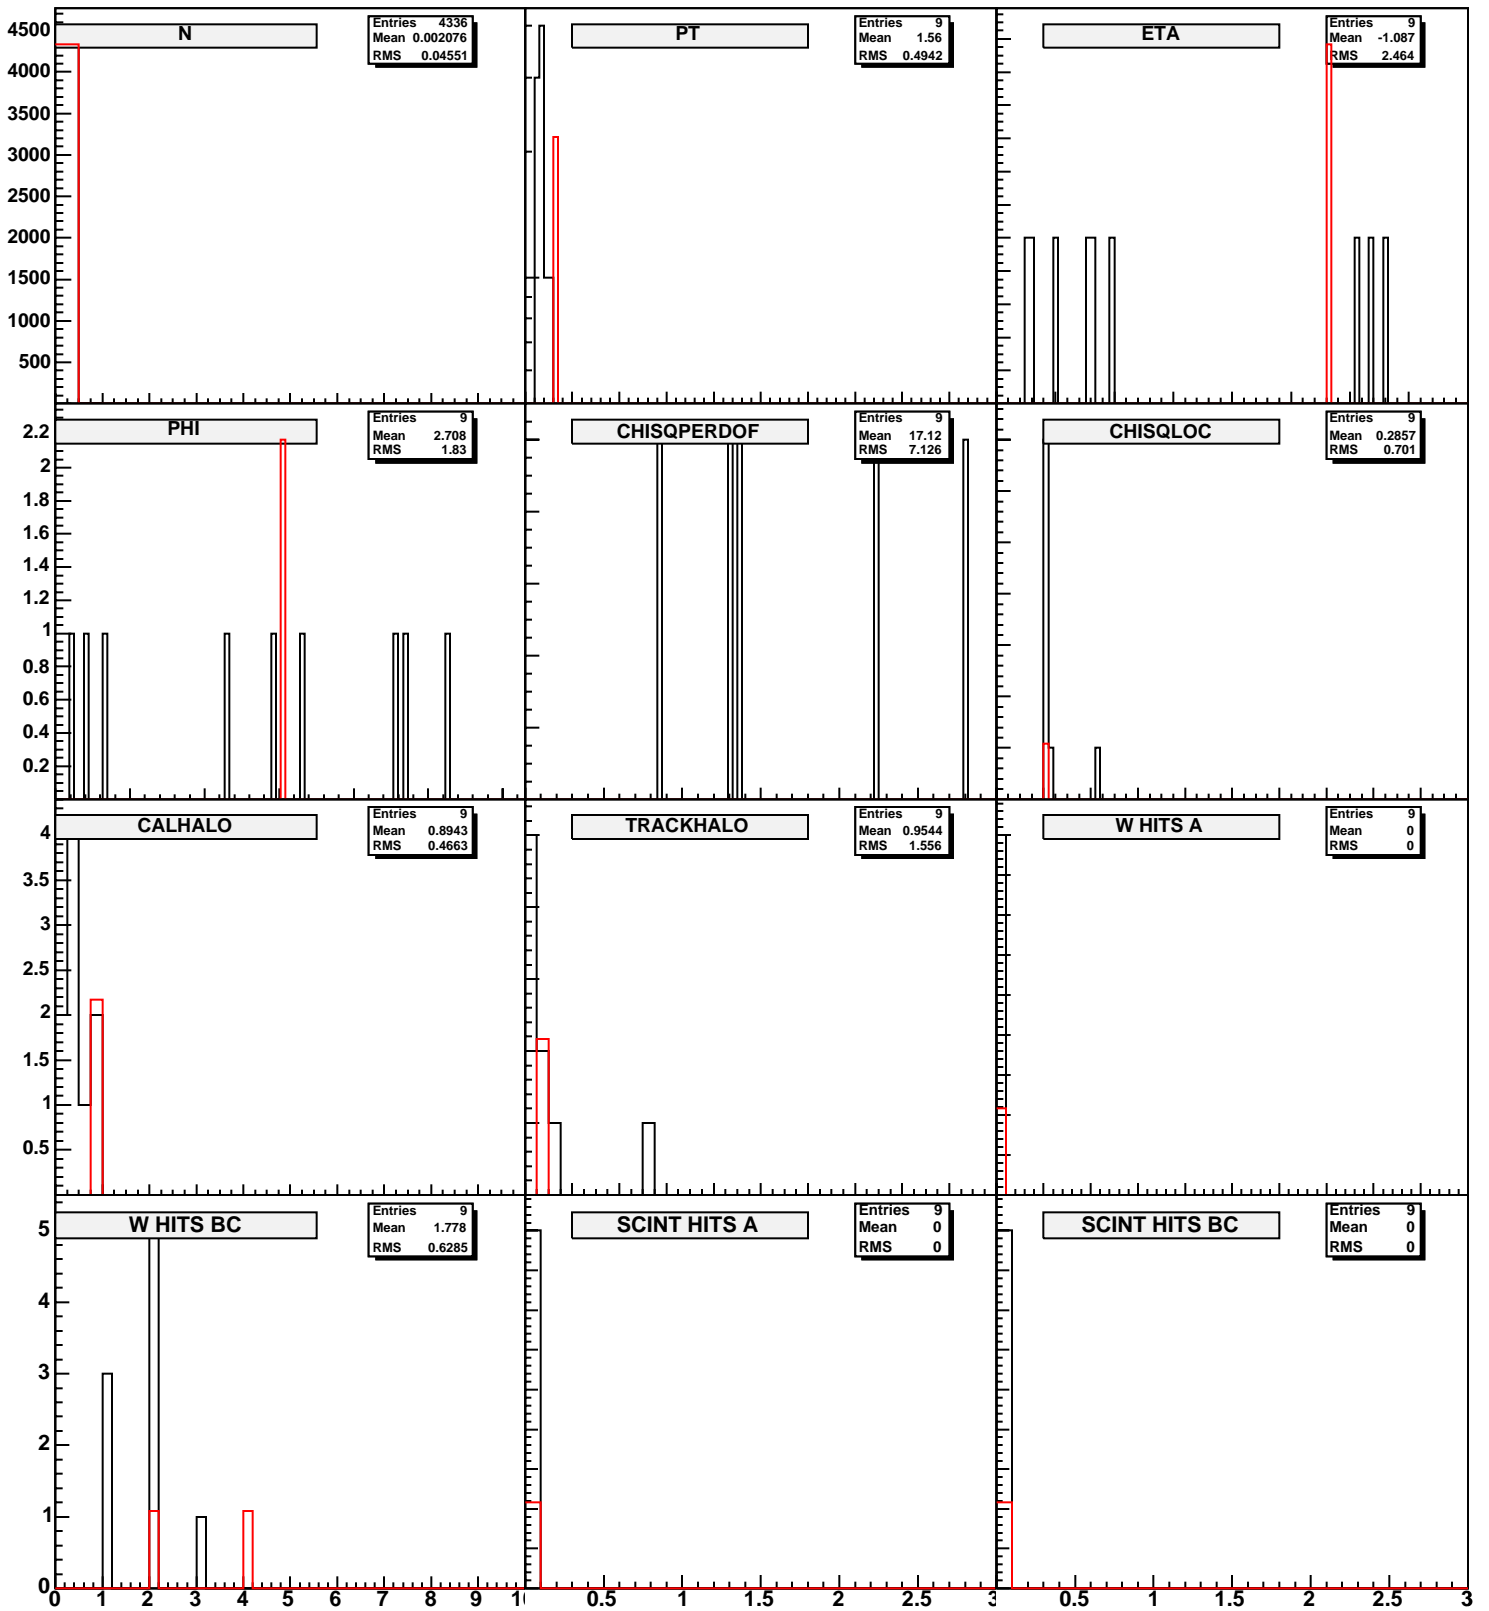 N
Entries 4336
Mean 0.002076
RMS 0.04551
PT
Entries 9
Mean 1.56
RMS 0.4942
ETA
Entries 9
Mean -1.087
RMS 2.464
4500
4000
3500
3000
2500
2000
1500
1000
500
PHI
Entries 9
Mean 2.708
RMS 1.83
CHISQPERDOF
Entries 9
Mean 17.12
RMS 7.126
CHISQLOC
Entries 9
Mean 0.2857
RMS 0.701
2.2
2
1.8
1.6
1.4
1.2
1
0.8
0.6
0.4
0.2
CALHALO
Entries 9
Mean 0.8943
RMS 0.4663
TRACKHALO
Entries 9
Mean 0.9544
RMS 1.556
W HITS A
Entries 9
Mean 0
RMS 0
4
3.5
3
2.5
2
1.5
1
0.5
W HITS BC
Entries 9
Mean 1.778
RMS 0.6285
SCINT HITS A
Entries 9
Mean 0
RMS 0
SCINT HITS BC
Entries 9
Mean 0
RMS 0
5
4
3
2
1
0
0 1 2 3 4 5 6 7 8 9
0.5 1 1.5 2 2.5
0.5 1 1.5 2 2.5 3